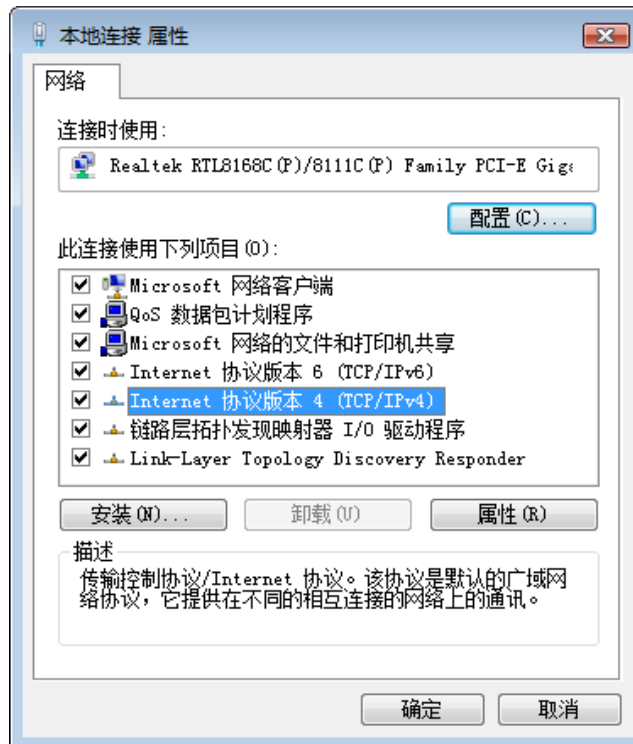 本地连接 属性
网络
连接时使用:
Realtek RTL8168C(P)/8111C(P) Family PCI-E Giga
配置(C)...
此连接使用下列项目(O):
Microsoft 网络客户端
QoS 数据包计划程序
Microsoft 网络的文件和打印机共享
Internet 协议版本 6 (TCP/IPv6)
Internet 协议版本 4 (TCP/IPv4)
链路层拓扑发现映射器 I/O 驱动程序
Link-Layer Topology Discovery Responder
安装(N)... 卸载(U) 属性(R)
描述
传输控制协议/Internet 协议。该协议是默认的广域网
络协议，它提供在不同的相互连接的网络上的通讯。
确定 取消